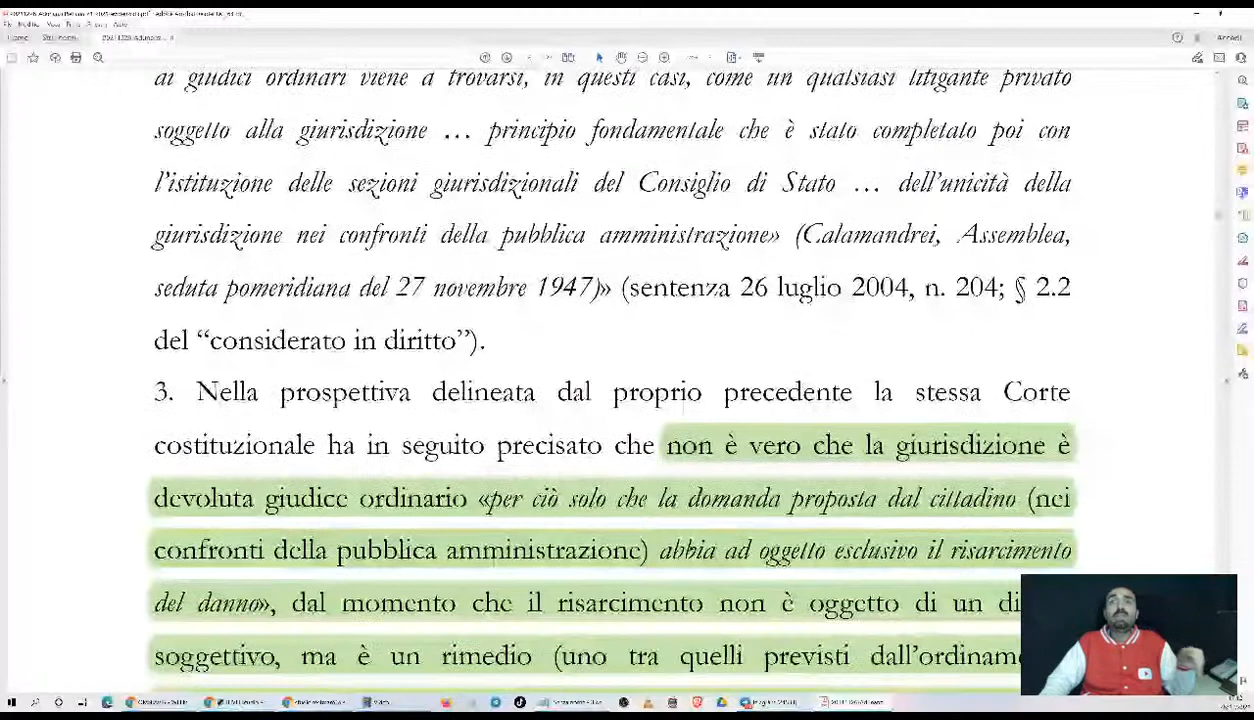 ai giudici ordinari viene a trovarsi, in questi casi, come un qualsiasi litigante privato
soggetto alla giurisdizione … principio fondamentale che è stato completato poi con
l'istituzione delle sezioni giurisdizionali del Consiglio di Stato … dell'unicità della
giurisdizione nei confronti della pubblica amministrazione» (Calamandrei, Assemblea,
seduta pomeridiana del 27 novembre 1947)» (sentenza 26 luglio 2004, n. 204; § 2.2
del “considerato in diritto”).
3. Nella prospettiva delineata dal proprio precedente la stessa Corte
costituzionale ha in seguito precisato che non è vero che la giurisdizione è
devoluta giudice ordinario «per ciò solo che la domanda proposta dal cittadino (nei
confronti della pubblica amministrazione) abbia ad oggetto esclusivo il risarcimento
del danno», dal momento che il risarcimento non è oggetto di un di
soggettivo, ma è un rimedio (uno tra quelli previsti dall'ordiname